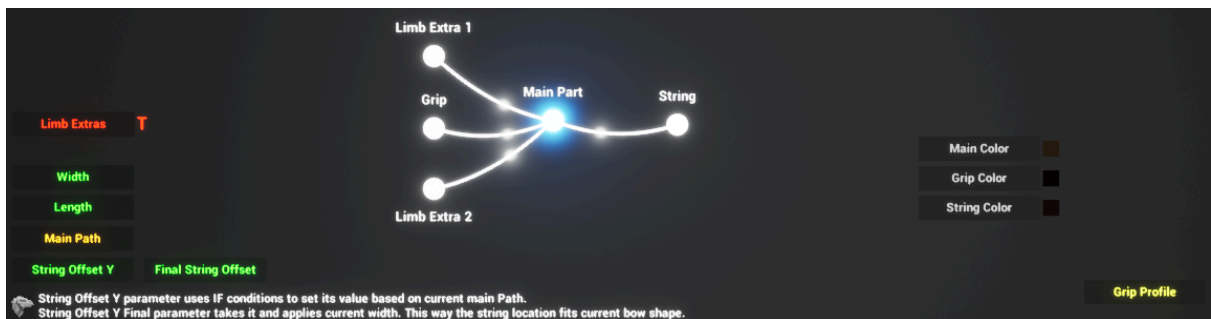 Limb Extra 1
Grip
Main Part
String
Limb Extras T
Main Color
Width
Grip Color
Length
String Color
Limb Extra 2
Main Path
String Offset Y
Final String Offset
Grip Profile
String Offset Y parameter uses IF conditions to set its value based on current main Path.
String Offset Y Final parameter takes it and applies current width. This way the string location fits current bow shape.